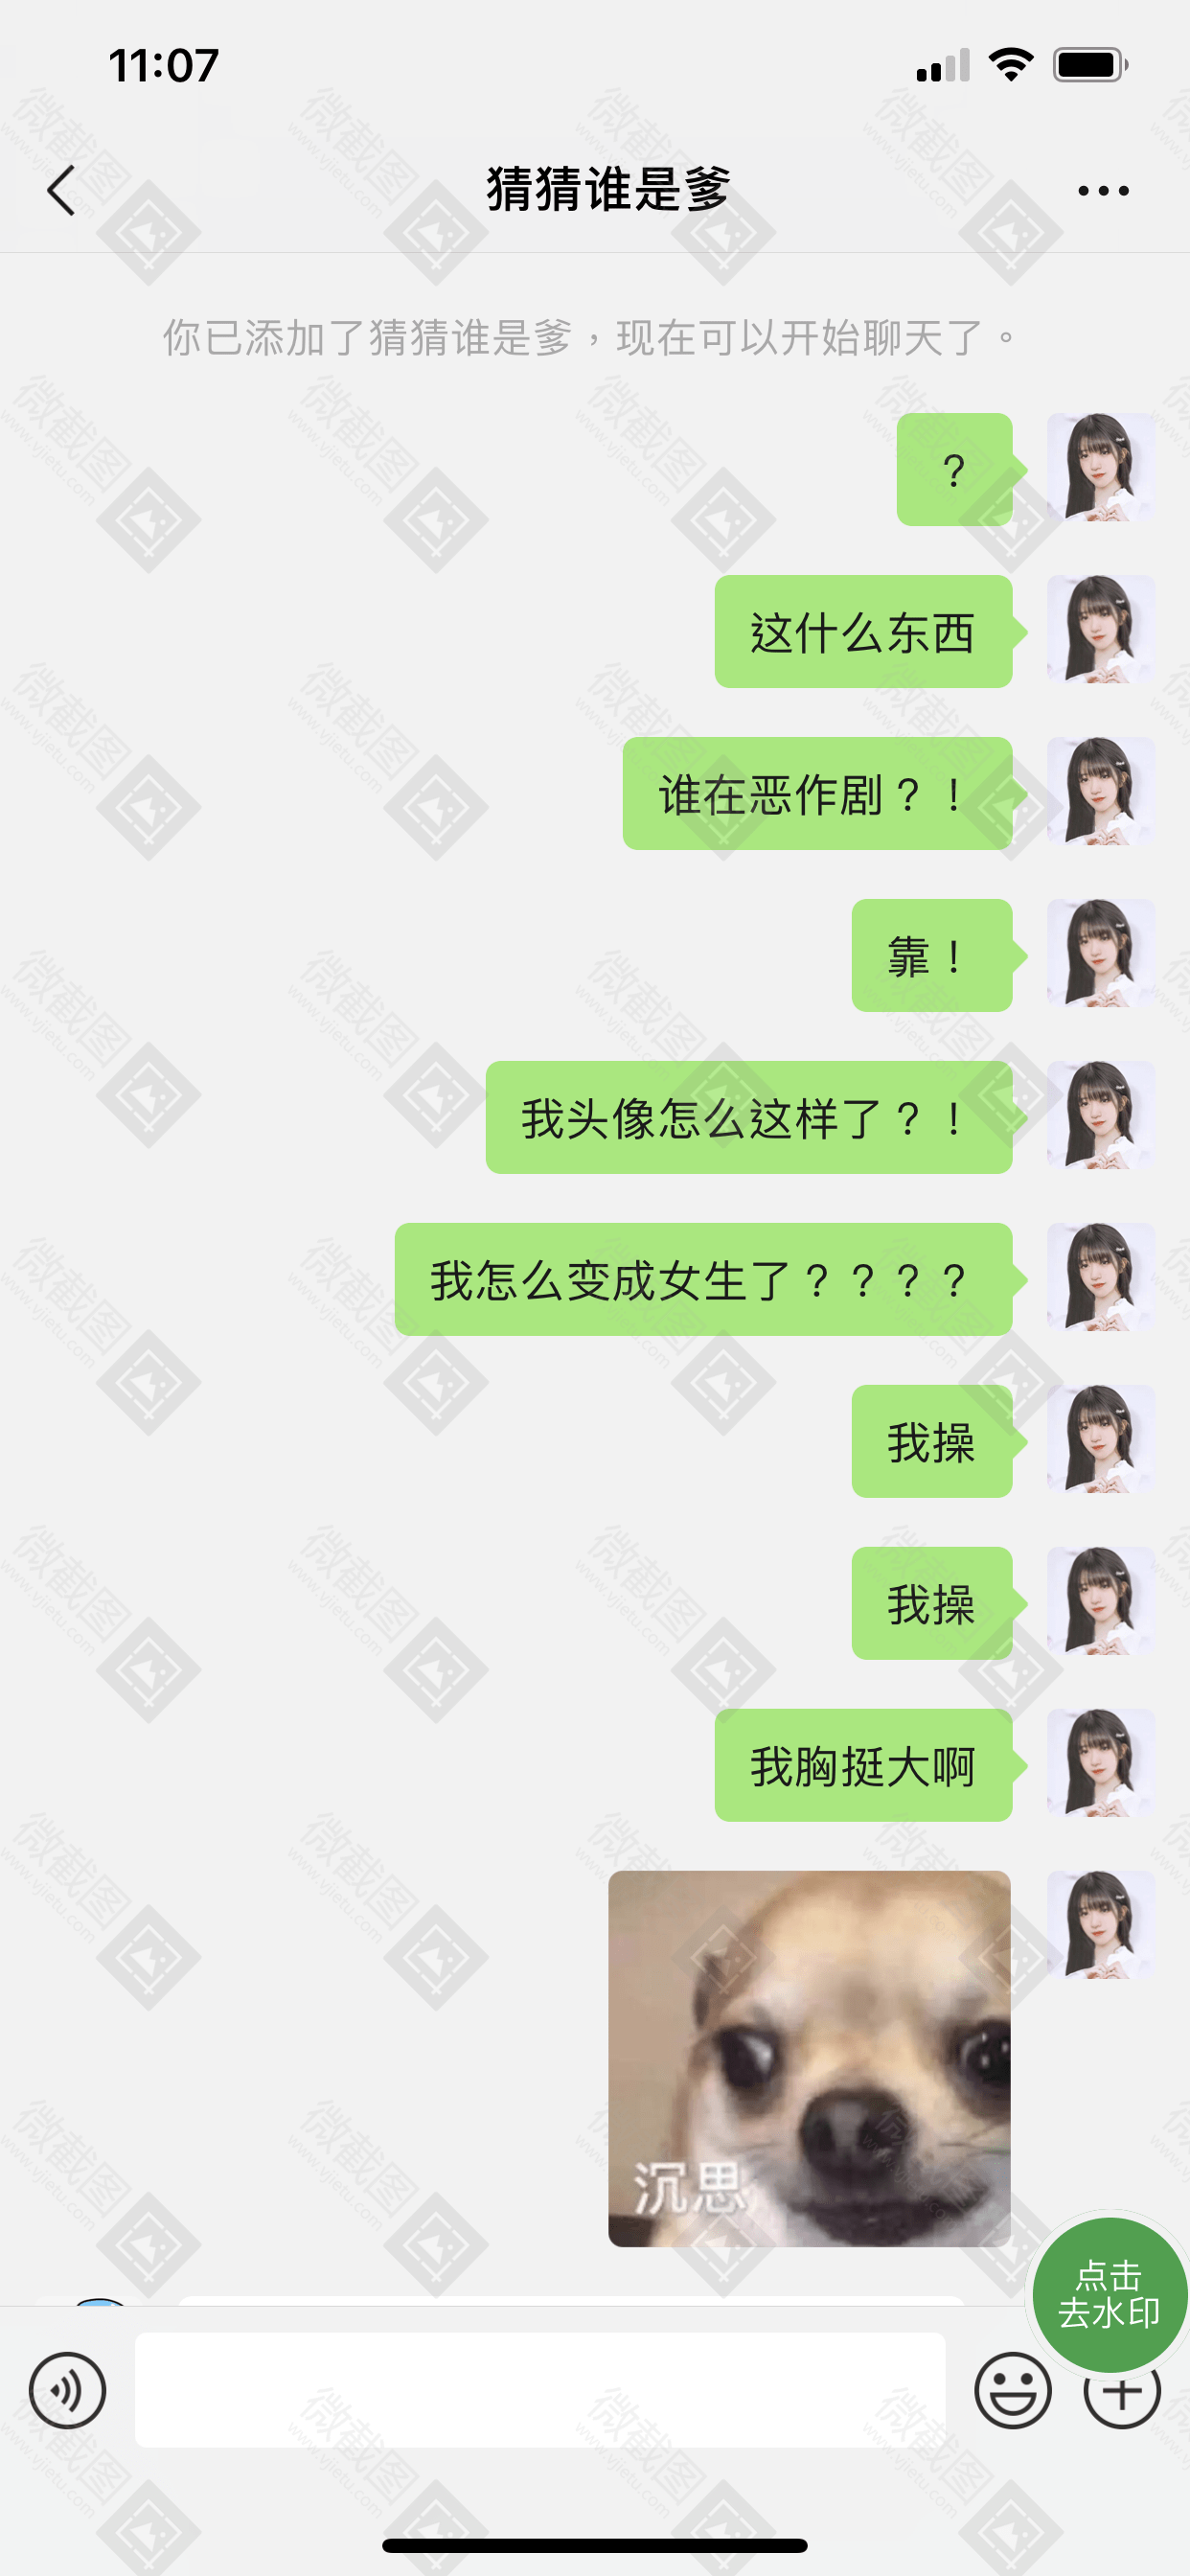 11:07
猜猜谁是爹
你已添加了猜猜谁是爹，现在可以开始聊天了。
?
这什么东西
谁在恶作剧？！
靠！
我头像怎么这样了？！
我怎么变成女生了？？？？
我操
我操
我胸挺大啊
沉思
点击
去水印
微截图
www.vjietu.com